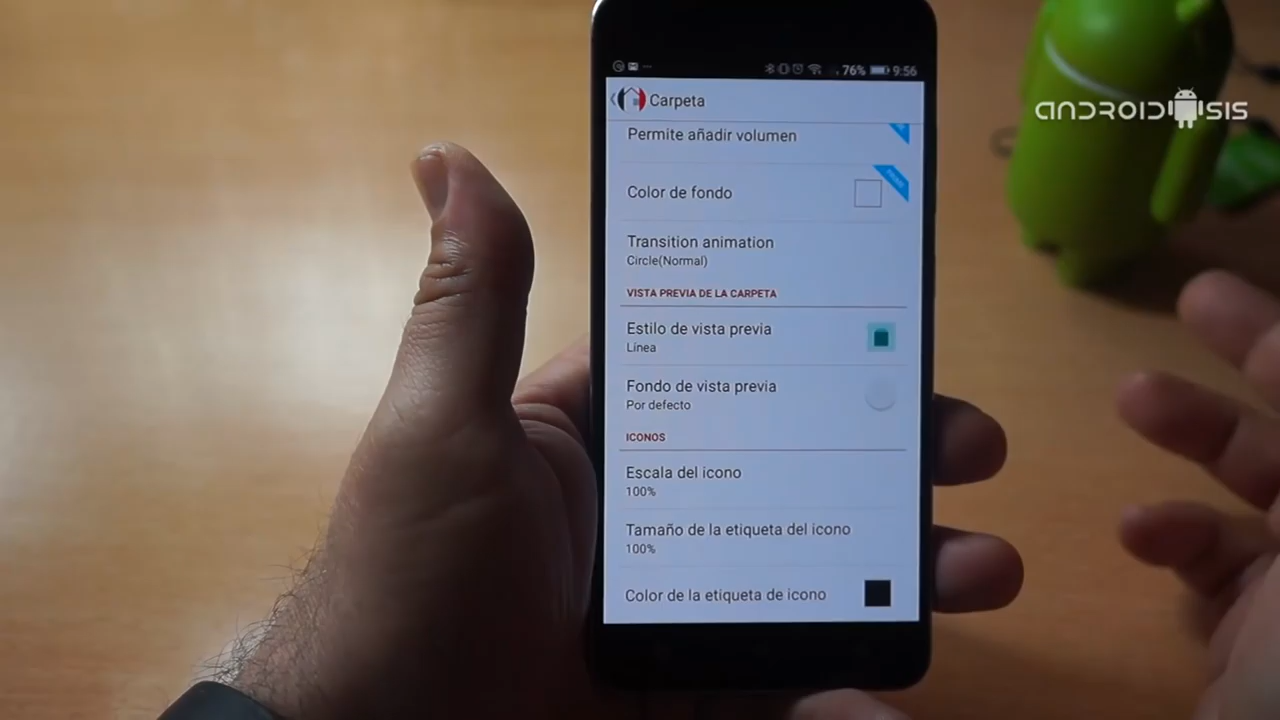 76% 9:56
Carpeta
ANDROIDSIS
Permite añadir volumen
Color de fondo
Transition animation
Circle(Normal)
VISTA PREVIA DE LA CARPETA
Estilo de vista previa
Línea
Fondo de vista previa
Por defecto
ICONOS
Escala del icono
100%
Tamaño de la etiqueta del icono
100%
Color de la etiqueta de icono